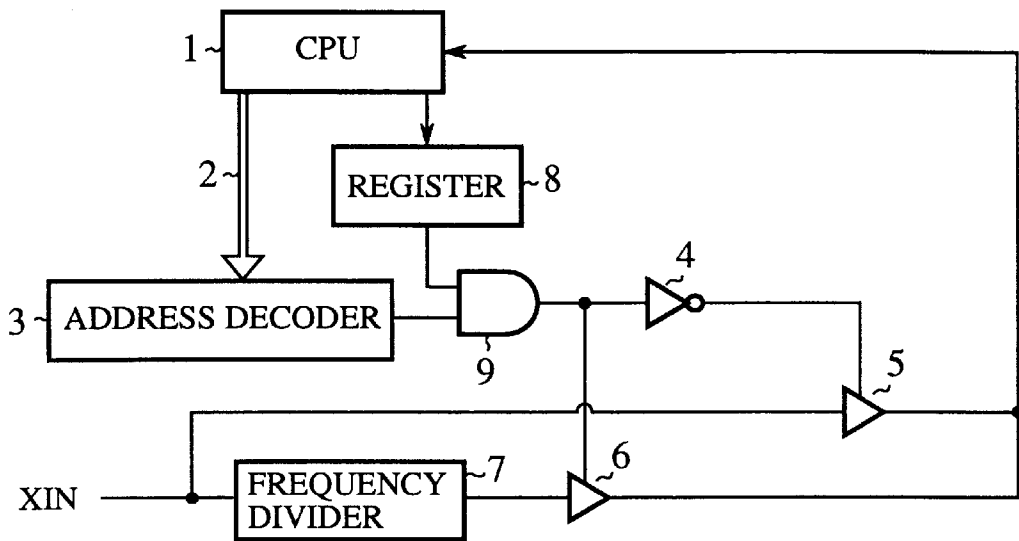 1
CPU
2
REGISTER
8
3
ADDRESS DECODER
9
4
5
6
XIN
FREQUENCY
DIVIDER
7